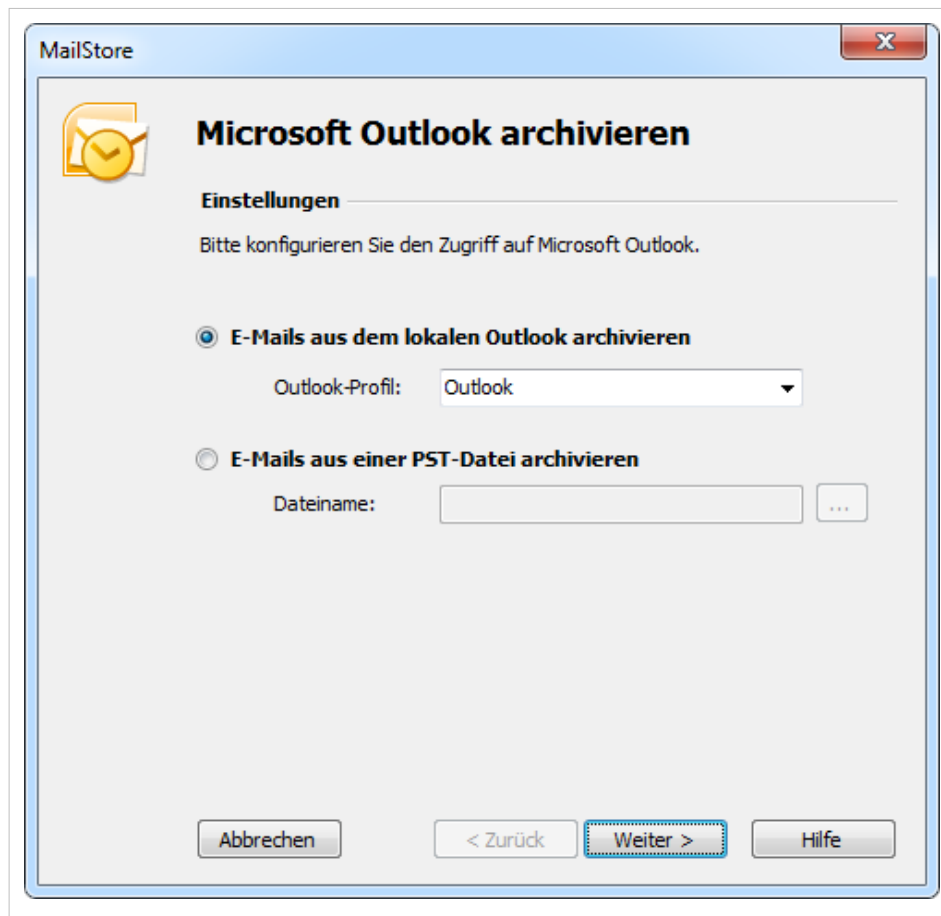 MailStore
Microsoft Outlook archivieren
Einstellungen
Bitte konfigurieren Sie den Zugriff auf Microsoft Outlook.
E-Mails aus dem lokalen Outlook archivieren
Outlook-Profil: Outlook
E-Mails aus einer PST-Datei archivieren
Dateiname: ...
Abbrechen < Zurück Weiter > Hilfe